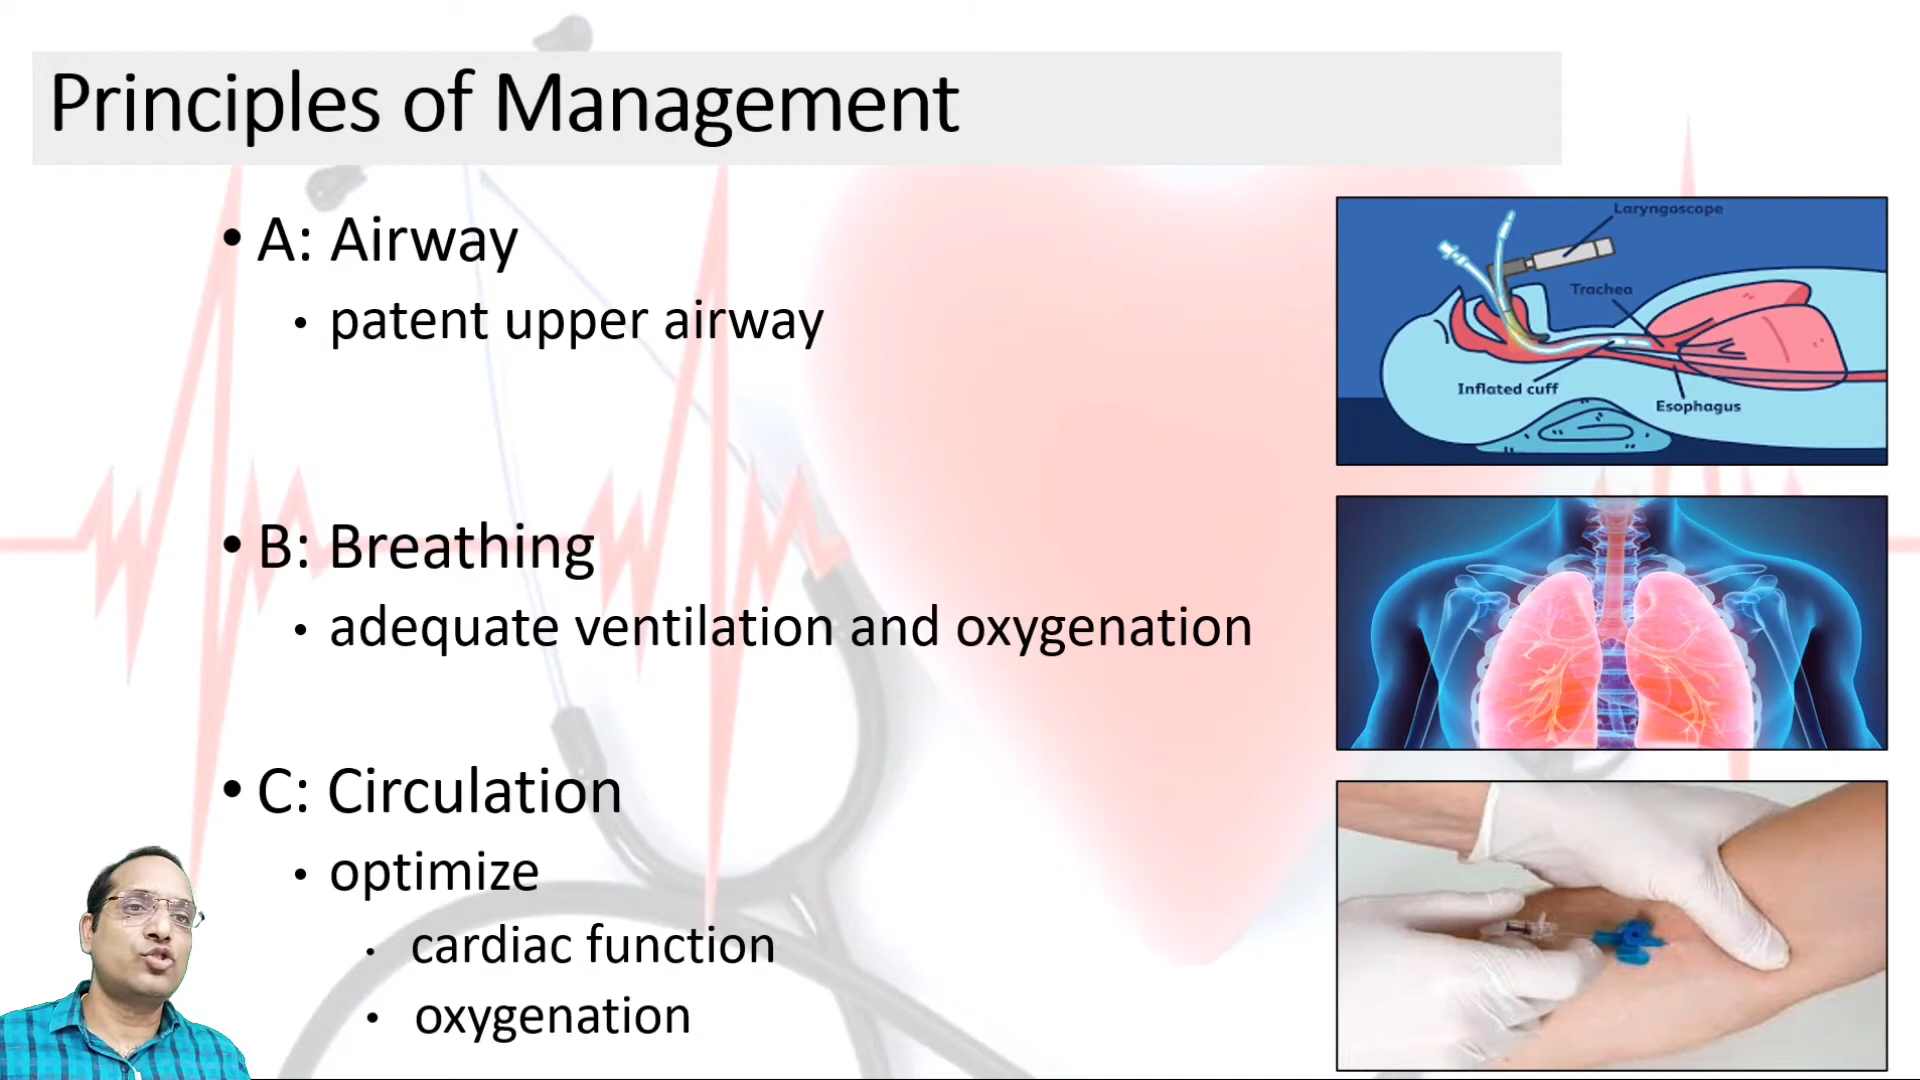 Principles of Management
• A: Airway
• patent upper airway
• B: Breathing
• adequate ventilation and oxygenation
• C: Circulation
• optimize
• cardiac function
• oxygenation
Laryngoscope
Trachea
Inflated cuff
Esophagus